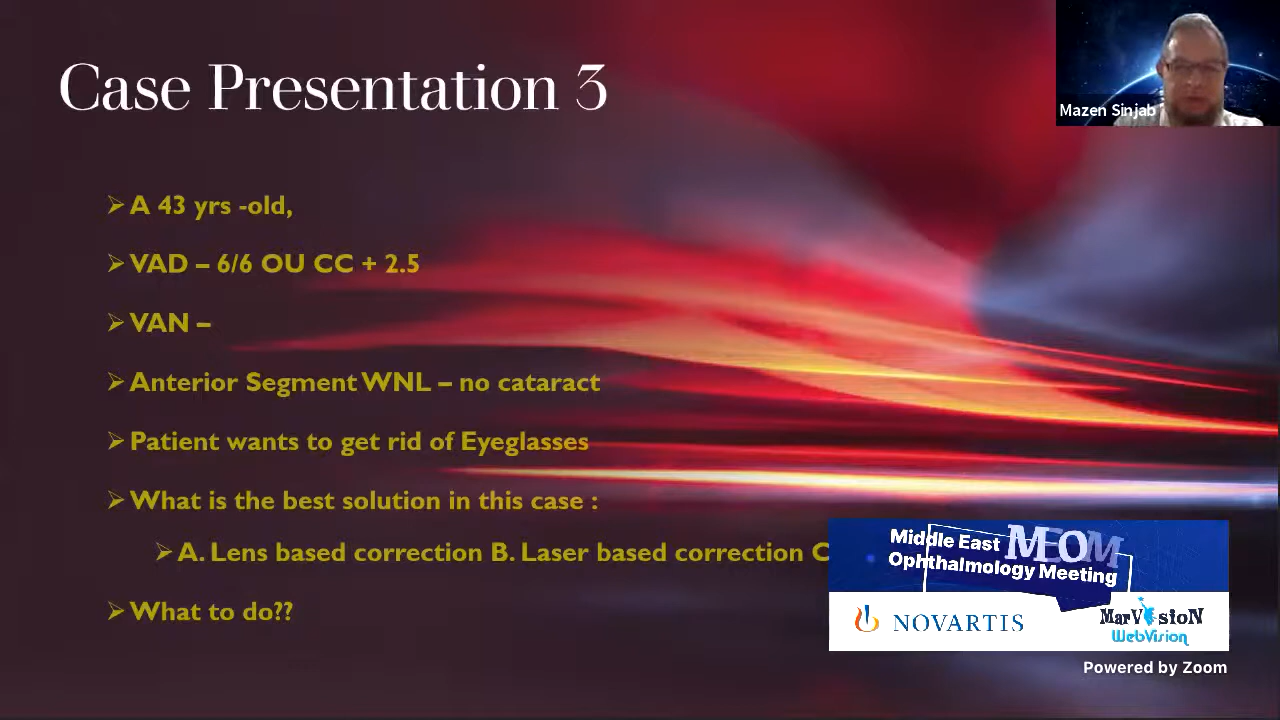 Case Presentation 3
Mazen Sinjab
A 43 yrs -old,
VAD – 6/6 OU CC + 2.5
VAN –
Anterior Segment WNL – no cataract
Patient wants to get rid of Eyeglasses
What is the best solution in this case :
A. Lens based correction B. Laser based correction C
What to do??
Middle East MEOM
Ophthalmology Meeting
NOVARTIS
MarVisioN
WebVision
Powered by Zoom